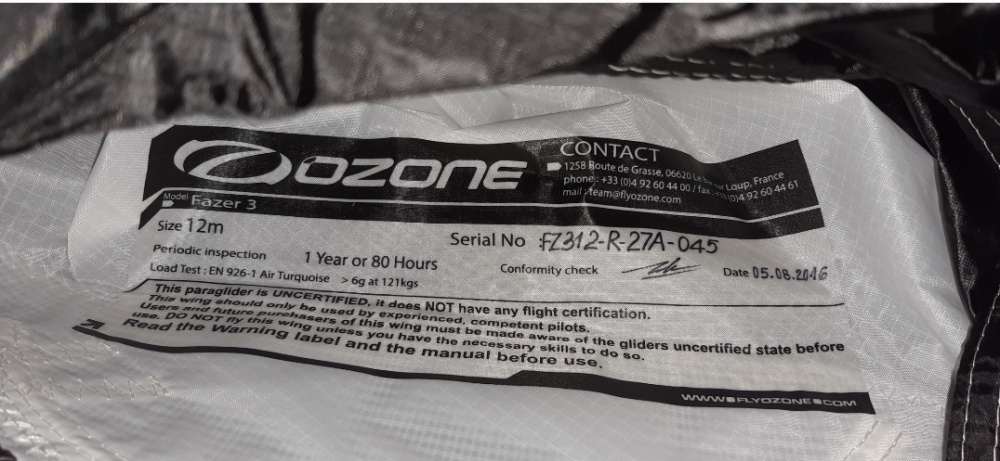 OZONE
CONTACT
1258 Route de Grasse, 06620 Le Bar sur Loup, France
phone: +33 (0)4 92 60 44 00 / fax: +33 (0)4 92 60 44 61
mail: team@flyozone.com
Model Fazer 3
Size 12m
Serial No FZ312-R-27A-045
Periodic inspection 1 Year or 80 Hours
Conformity check
Date 05.08.2016
Load Test : EN 926-1 Air Turquoise >6g at 121kgs
This paraglider is UNCERTIFIED, it does NOT have any flight certification.
This wing should only be used by experienced, competent pilots.
Users and future purchasers of this wing must be made aware of the gliders uncertified state before
use. DO NOT fly this wing unless you have the necessary skills to do so.
Read the Warning label and the manual before use.
WWW.FLYOZONE.COM